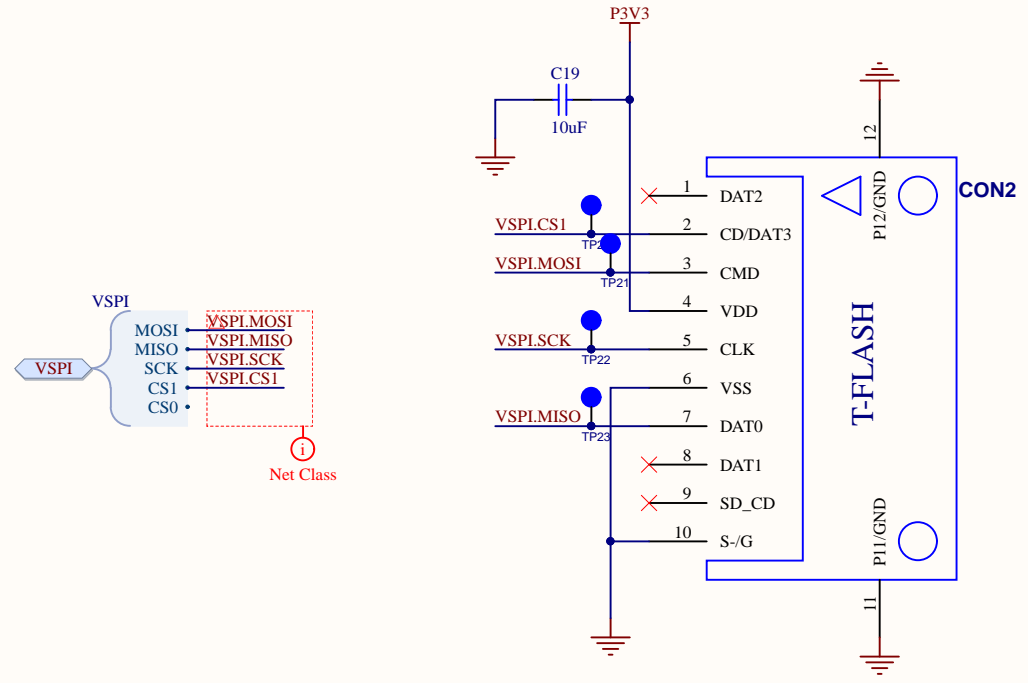 P3V3
C19
10uF
12
P12/GND
CON2
1 DAT2
VSPI.CS1
2 CD/DAT3
VSPI.MOSI
TP21
3 CMD
4 VDD
VSPI.SCK
TP22
5 CLK
6 VSS
VSPI.MISO
TP23
7 DAT0
8 DAT1
9 SD_CD
10 S-/G
T-FLASH
P11/GND
11
VSPI
VSPI
MOSI VSPI.MOSI
MISO VSPI.MISO
SCK VSPI.SCK
CS1 VSPI.CS1
CS0
i
Net Class